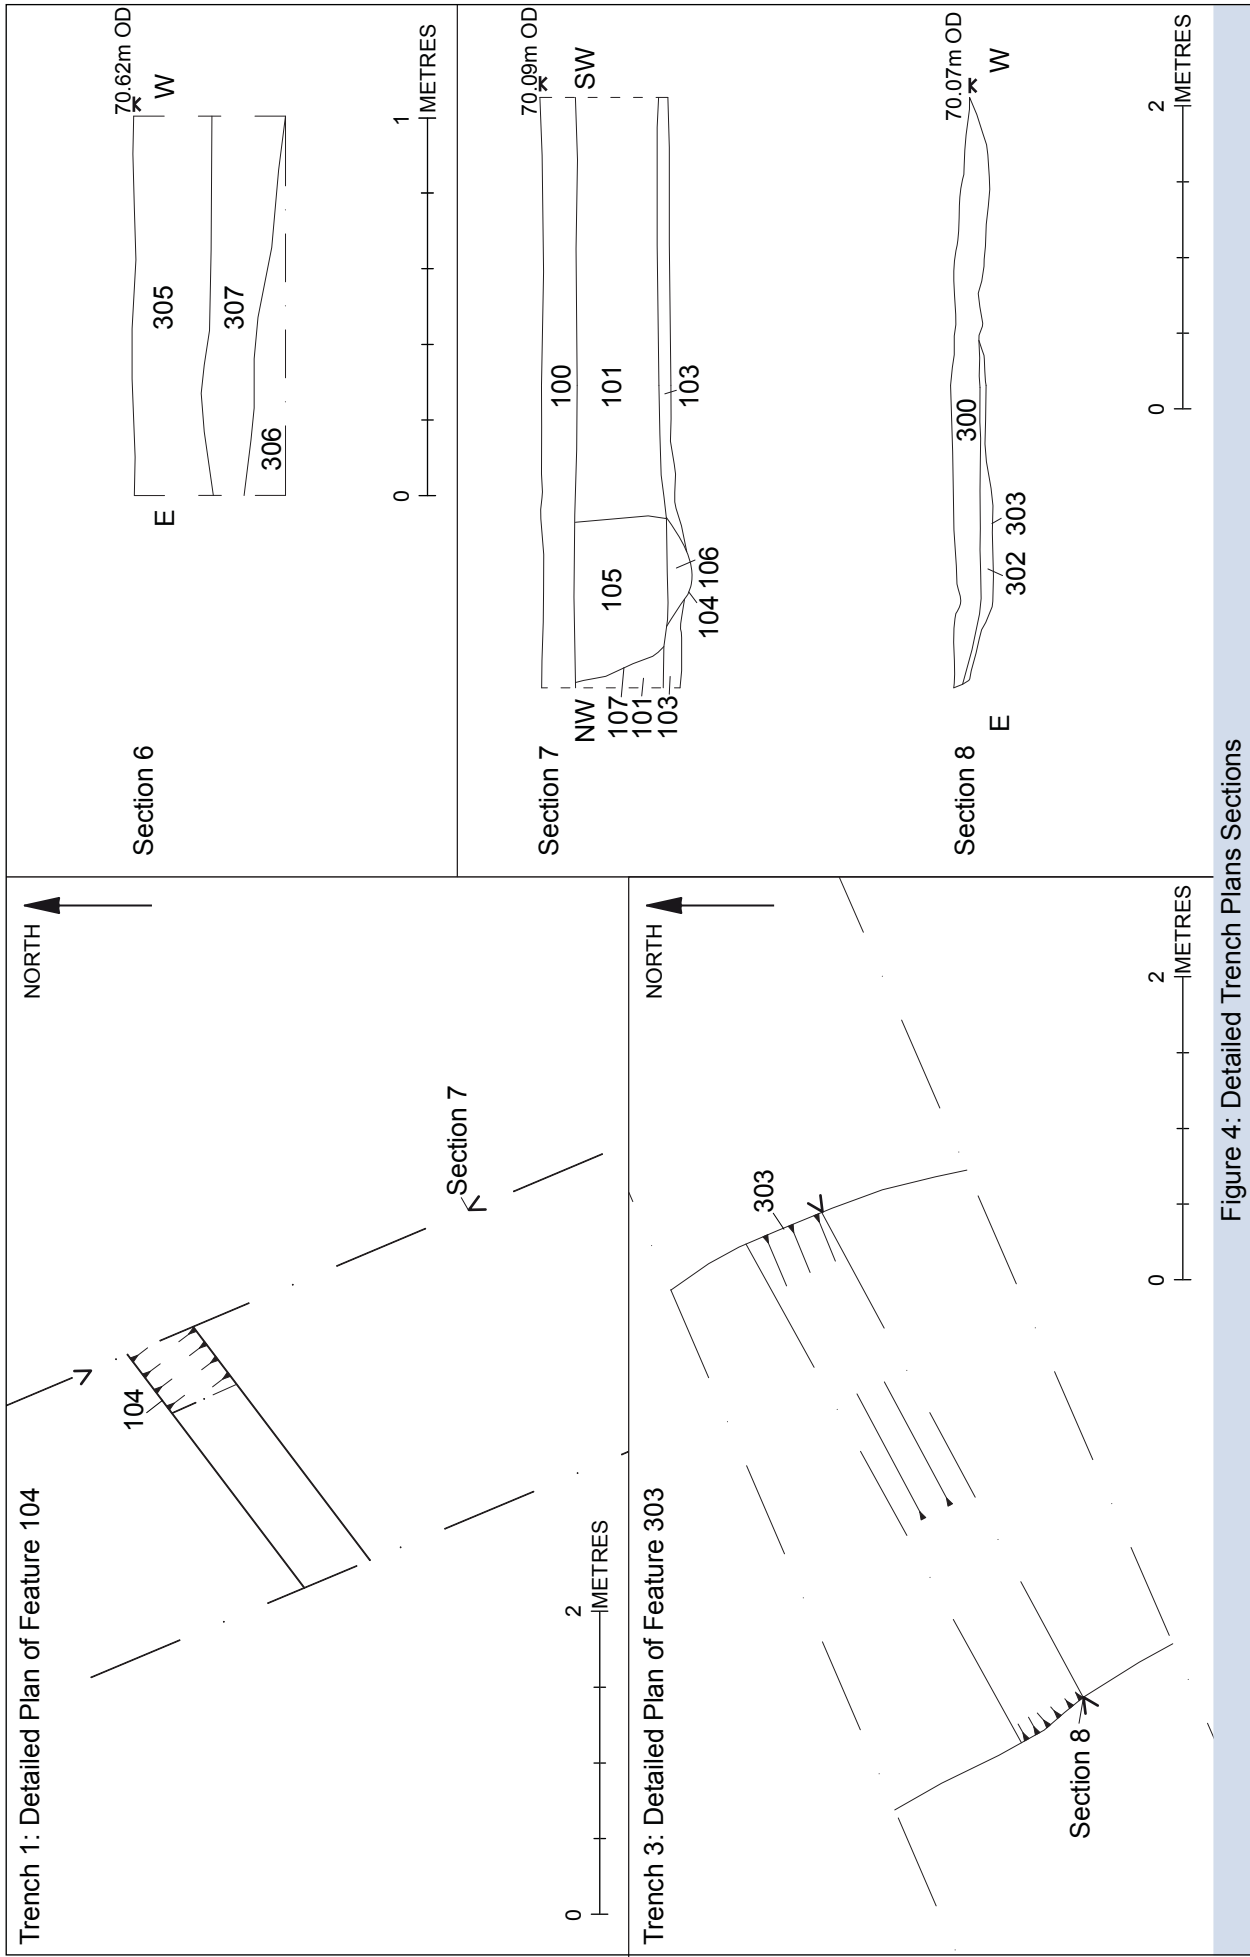 Trench 1: Detailed Plan of Feature 104
NORTH
104
Section 7
0 2
METRES
Trench 3: Detailed Plan of Feature 303
NORTH
303
Section 8
0 2
METRES
Section 6
70.62m OD
E W
305
307
306
0 1
METRES
Section 7
70.09m OD
NW SW
100
105 101
107
101
103
104 106
103
Section 8
70.07m OD
E W
300
302 303
0 2
METRES
Figure 4: Detailed Trench Plans Sections